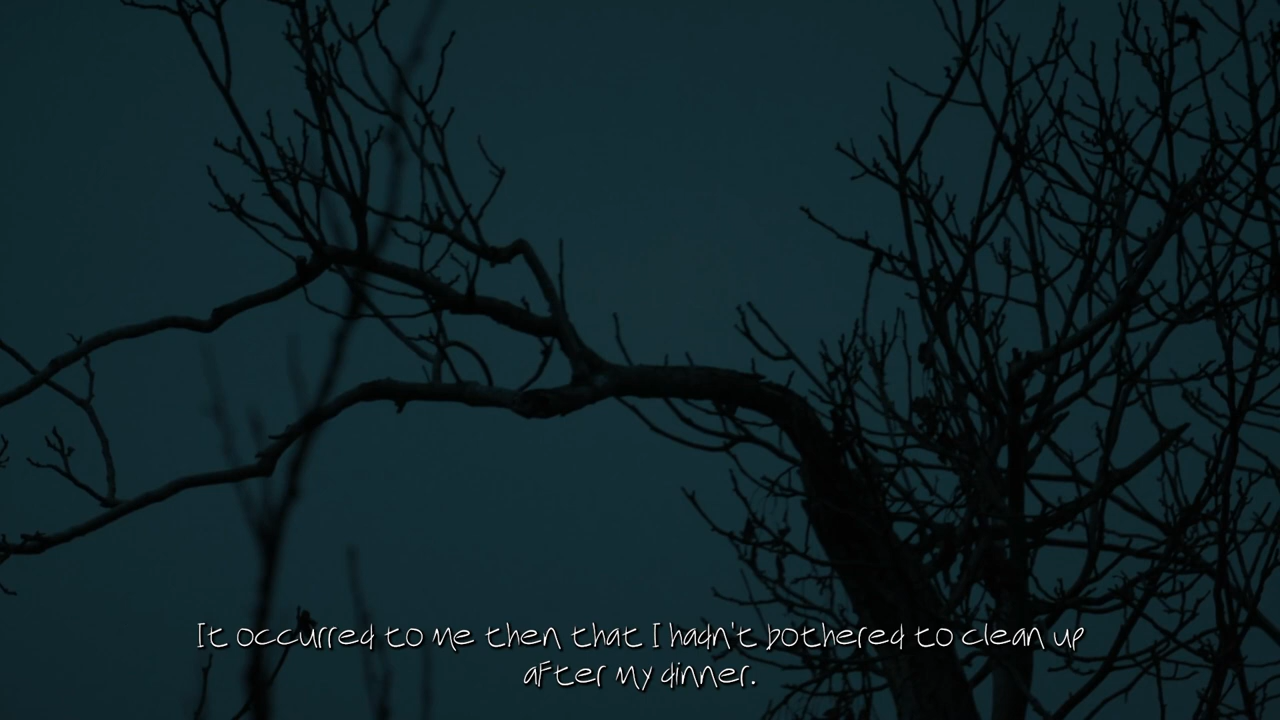 It occurred to me then that I hadn't bothered to clean up
after my dinner.